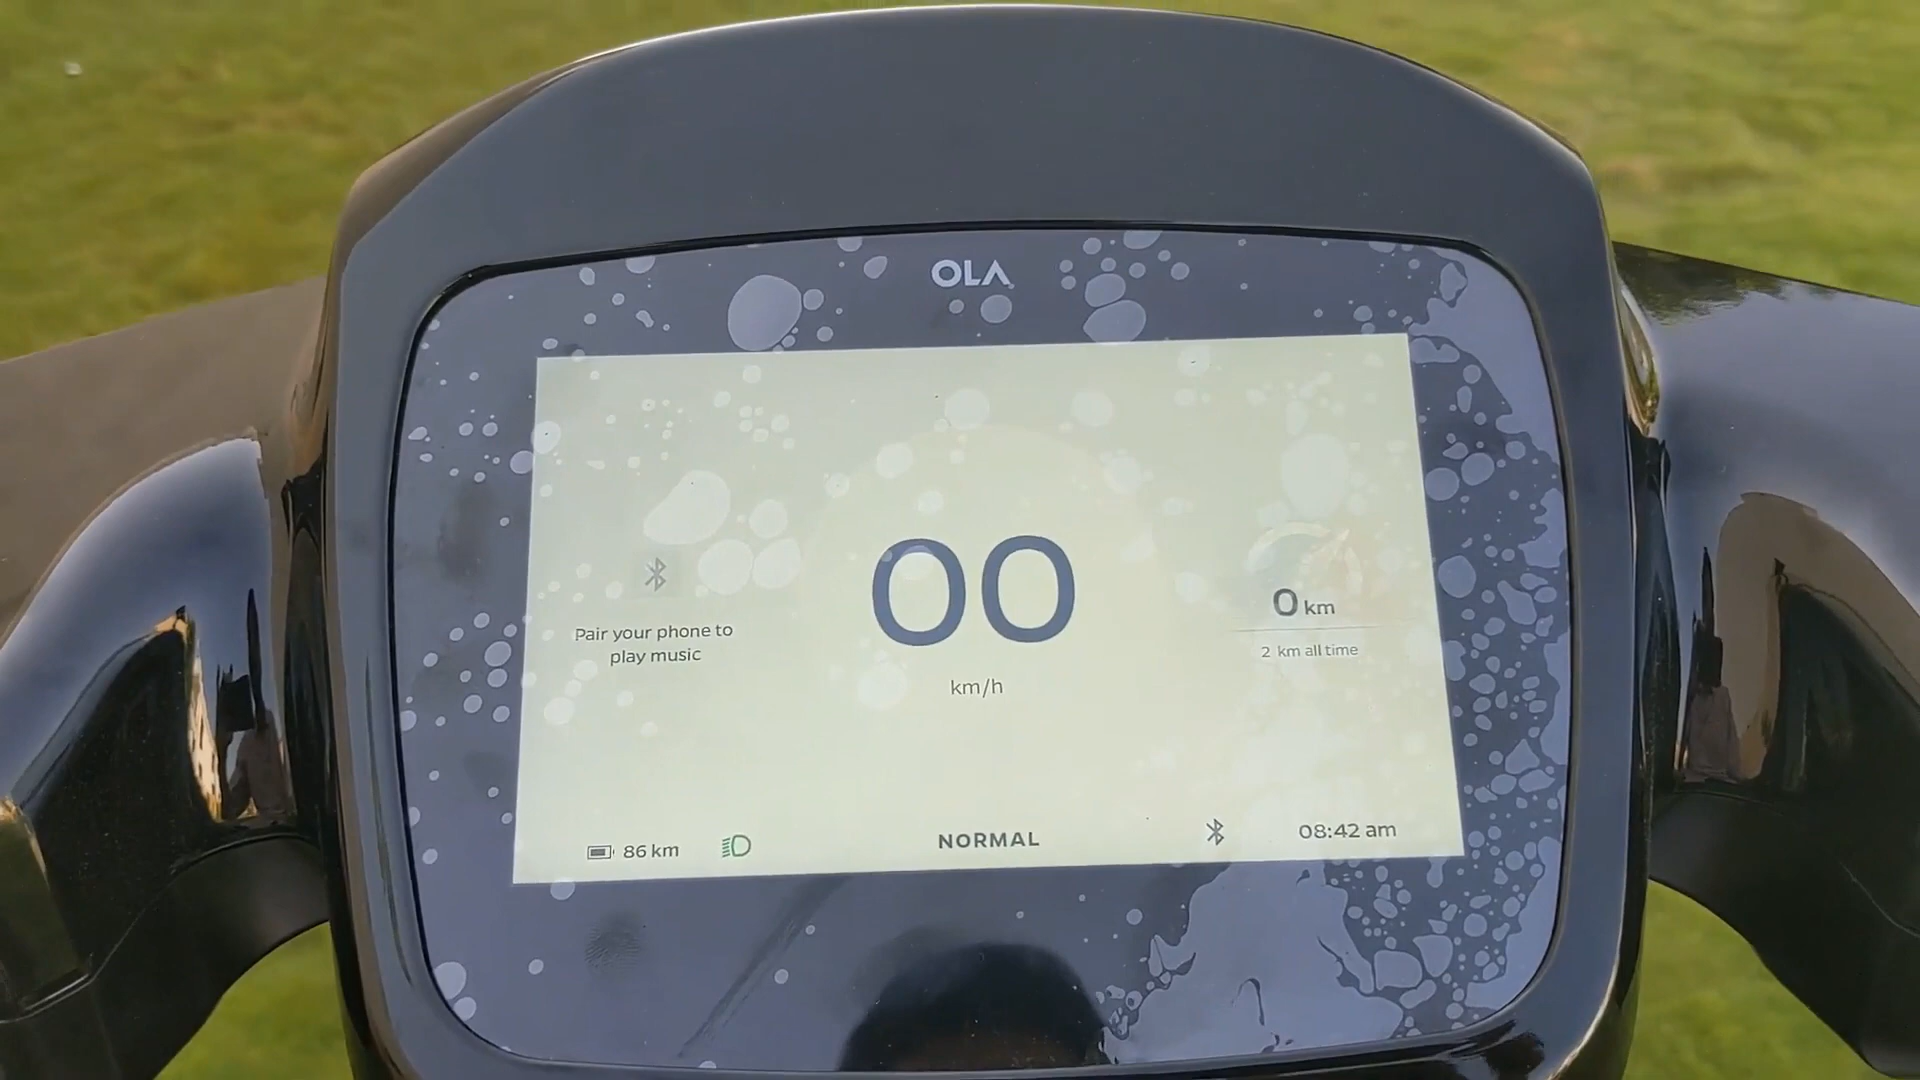 OLA
Pair your phone to
play music
00
km/h
0 km
2 km all time
86 km
NORMAL
08:42 am